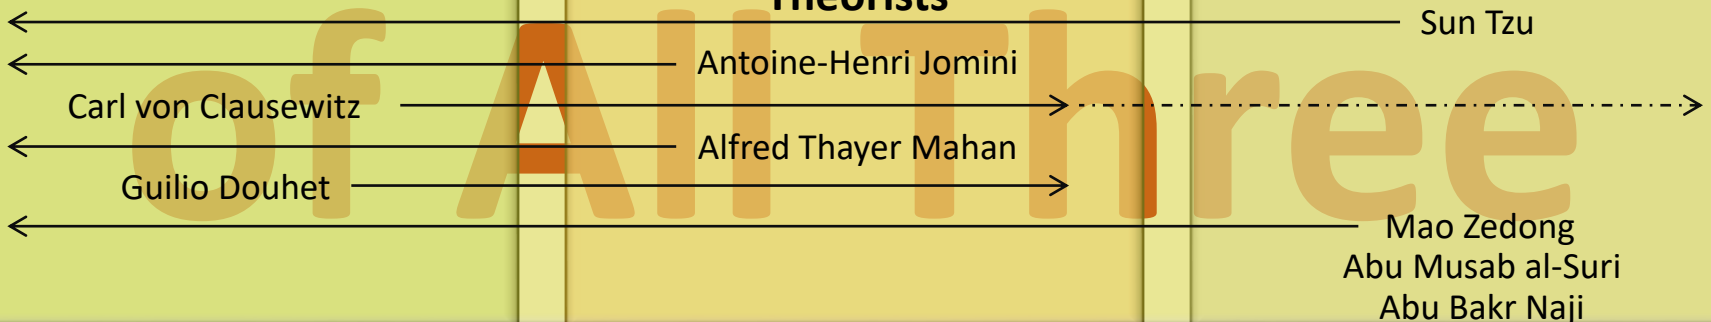 Theorists
Sun Tzu
Antoine-Henri Jomini
Carl von Clausewitz
Alfred Thayer Mahan
Guilio Douhet
Mao Zedong
Abu Musab al-Suri
Abu Bakr Naji
of All Three